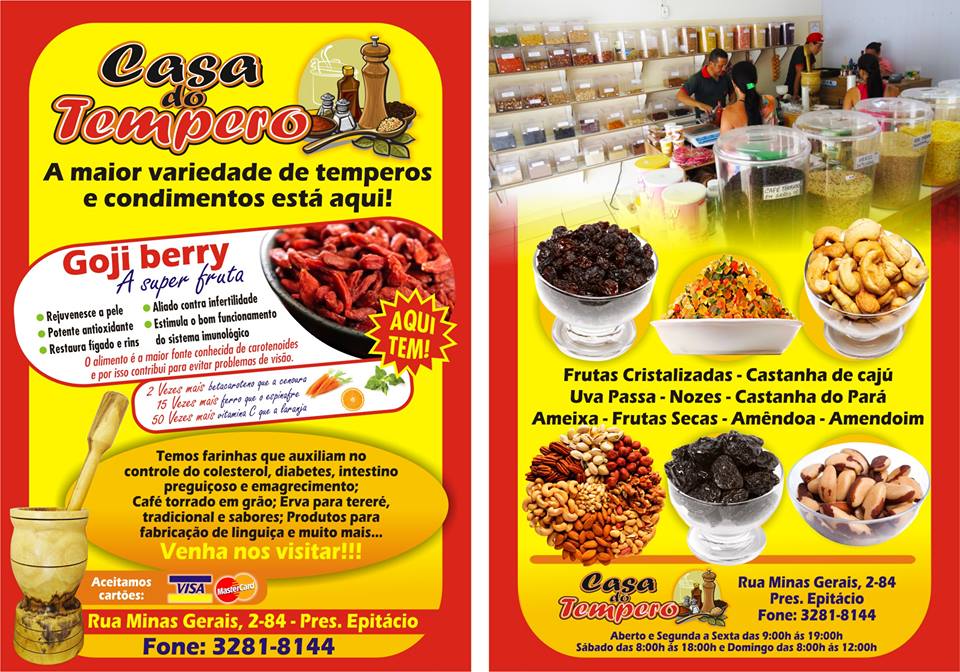 Casa
do
Tempero
A maior variedade de temperos
e condimentos está aqui!
Goji berry
A super fruta
Rejuvenesce a pele
Potente antioxidante
Restaura fígado e rins
Aliado contra infertilidade
Estimula o bom funcionamento
do sistema imunológico
O alimento é a maior fonte conhecida de carotenoides
e por isso contribui para evitar problemas de visão.
AQUI
TEM!
2 Vezes mais betacaroteno que a cenoura
15 Vezes mais ferro que o espinafre
50 Vezes mais vitamina C que a laranja
Temos farinhas que auxiliam no
controle do colesterol, diabetes, intestino
preguiçoso e emagrecimento;
Café torrado em grão; Erva para tereré,
tradicional e sabores; Produtos para
fabricação de linguiça e muito mais...
Venha nos visitar!!!
Aceitamos
cartões:
VISA
MasterCard
Rua Minas Gerais, 2-84 - Pres. Epitácio
Fone: 3281-8144
Frutas Cristalizadas - Castanha de cajú
Uva Passa - Nozes - Castanha do Pará
Ameixa - Frutas Secas - Amêndoa - Amendoim
Casa
do
Tempero
Rua Minas Gerais, 2-84
Pres. Epitácio
Fone: 3281-8144
Aberto e Segunda a Sexta das 9:00h ás 19:00h
Sábado das 8:00h ás 18:00h e Domingo das 8:00h ás 12:00h